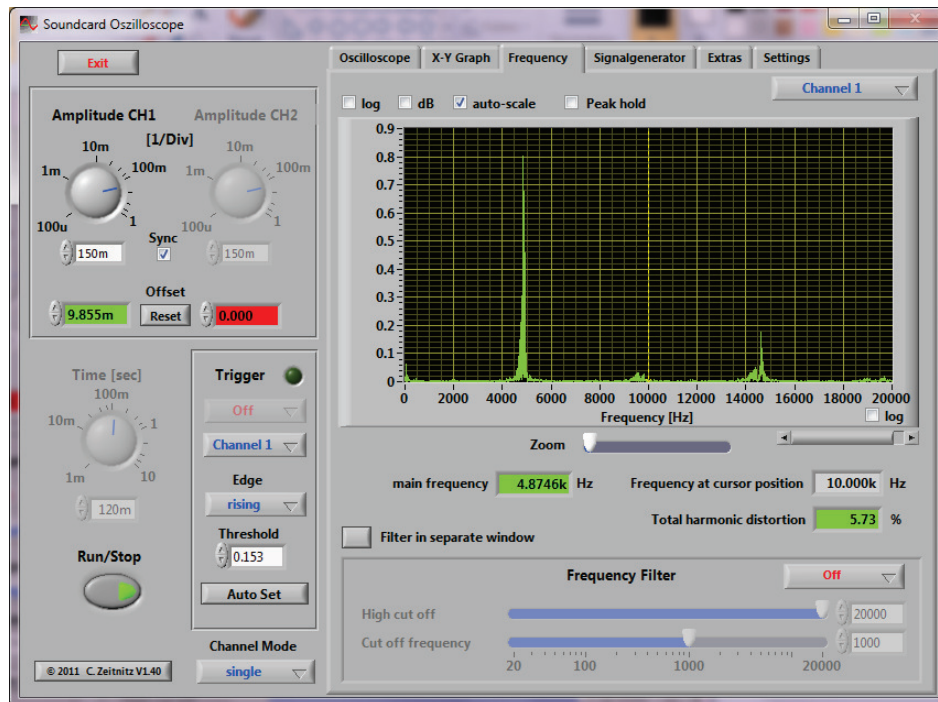 Soundcard Oszilloscope
Exit
Amplitude CH1 Amplitude CH2
[1/Div]
10m 10m
1m 100m 1m 100m
100u 1 100u 1
Sync
150m 150m
Offset
9.855m Reset 0.000
Time [sec]
100m
10m 1
1m 10
120m
Run/Stop
© 2011 C. Zeitnitz V1.40
Trigger
Off
Channel 1
Edge
rising
Threshold
0.153
Auto Set
Channel Mode
single
Oscilloscope X-Y Graph Frequency Signalgenerator Extras Settings
Channel 1
log dB auto-scale Peak hold
0.9
0.8
0.7
0.6
0.5
0.4
0.3
0.2
0.1
0
0 2000 4000 6000 8000 10000 12000 14000 16000 18000 20000
Frequency [Hz] log
Zoom
main frequency 4.8746k Hz Frequency at cursor position 10.000k Hz
Total harmonic distortion 5.73 %
Filter in separate window
Frequency Filter Off
High cut off 20000
Cut off frequency 1000
20 100 1000 20000